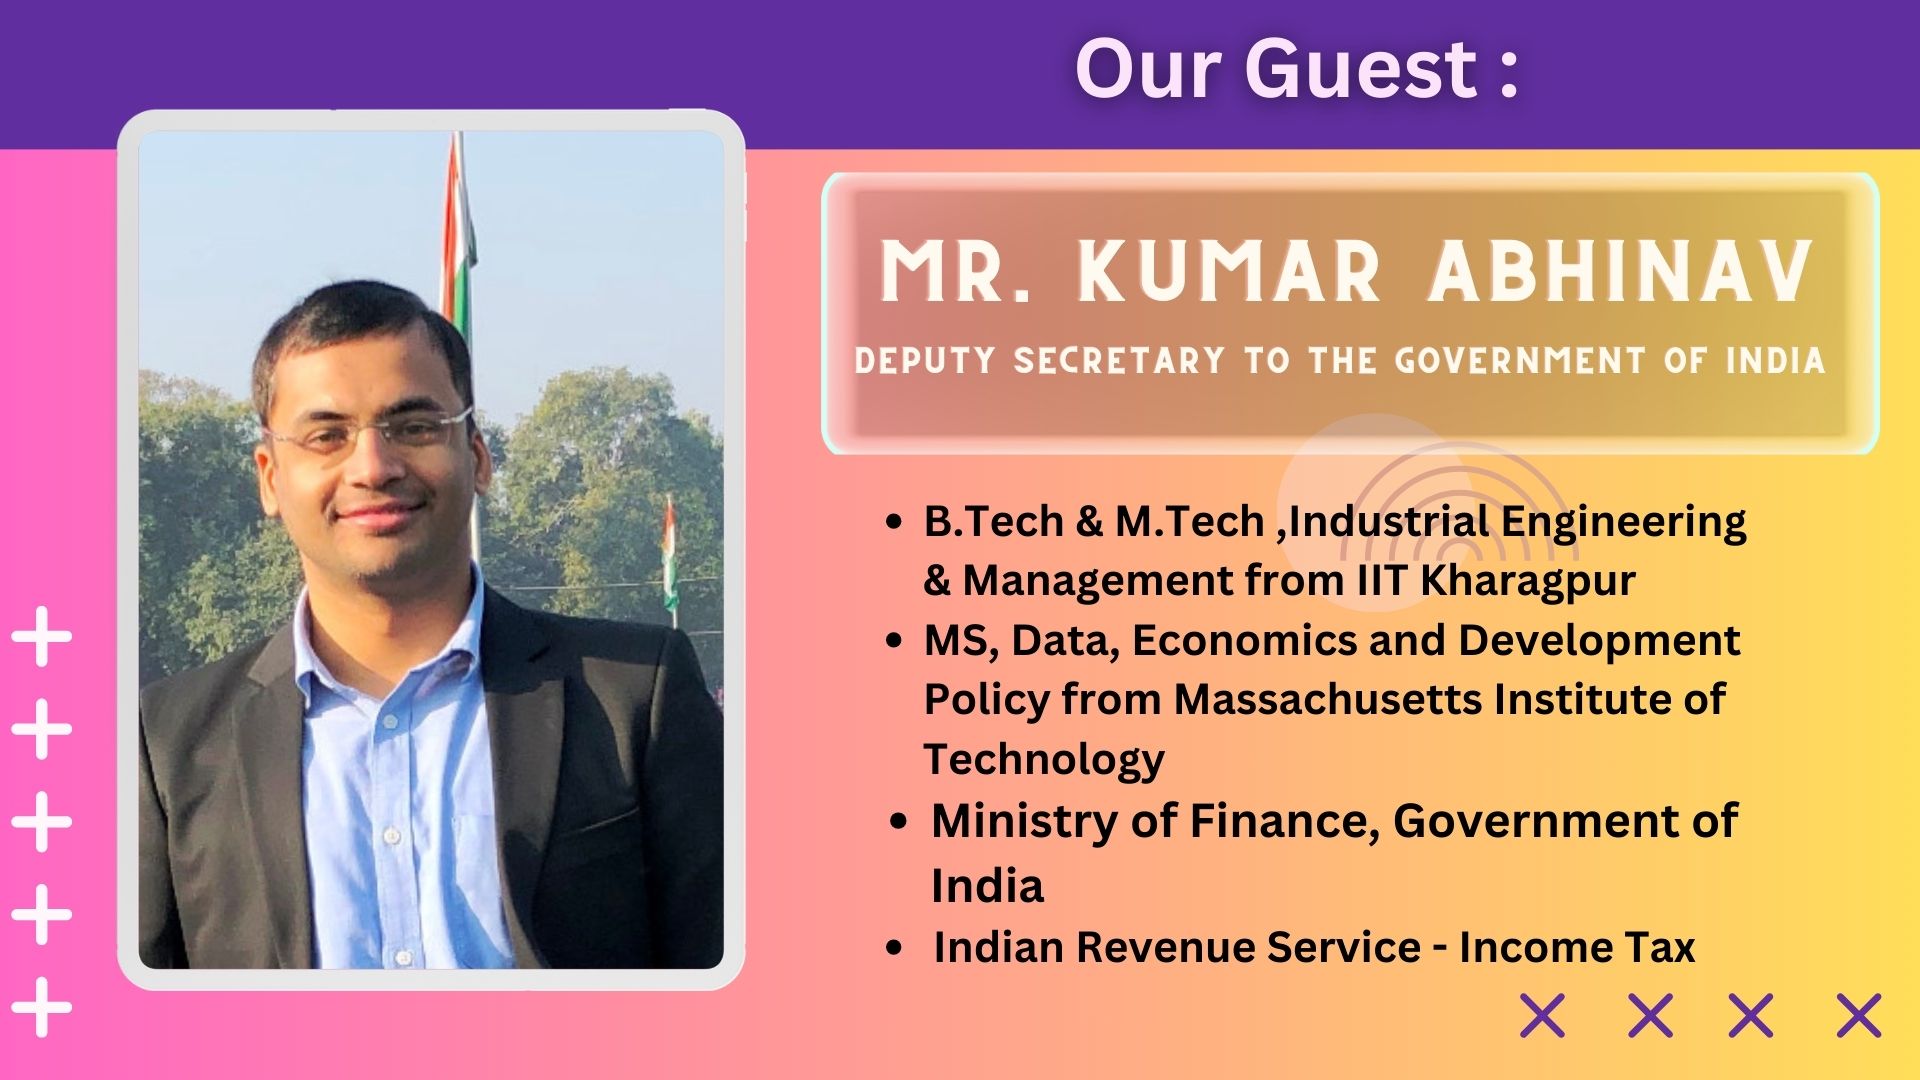 Our Guest :
MR. KUMAR ABHINAV
DEPUTY SECRETARY TO THE GOVERNMENT OF INDIA
• B.Tech & M.Tech ,Industrial Engineering
& Management from IIT Kharagpur
• MS, Data, Economics and Development
Policy from Massachusetts Institute of
Technology
• Ministry of Finance, Government of
India
• Indian Revenue Service - Income Tax